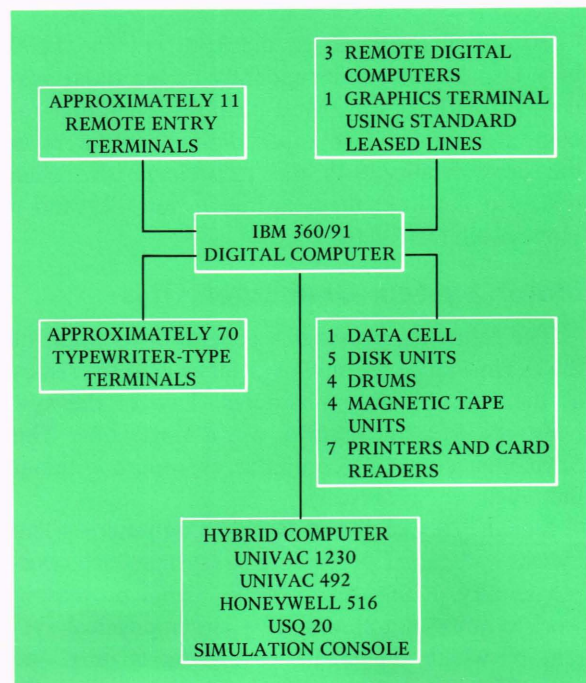 APPROXIMATELY 11
REMOTE ENTRY
TERMINALS
3 REMOTE DIGITAL
COMPUTERS
1 GRAPHICS TERMINAL
USING STANDARD
LEASED LINES
IBM 360/91
DIGITAL COMPUTER
APPROXIMATELY 70
TYPEWRITER-TYPE
TERMINALS
1 DATA CELL
5 DISK UNITS
4 DRUMS
4 MAGNETIC TAPE
UNITS
7 PRINTERS AND CARD
READERS
HYBRID COMPUTER
UNIVAC 1230
UNIVAC 492
HONEYWELL 516
USQ 20
SIMULATION CONSOLE